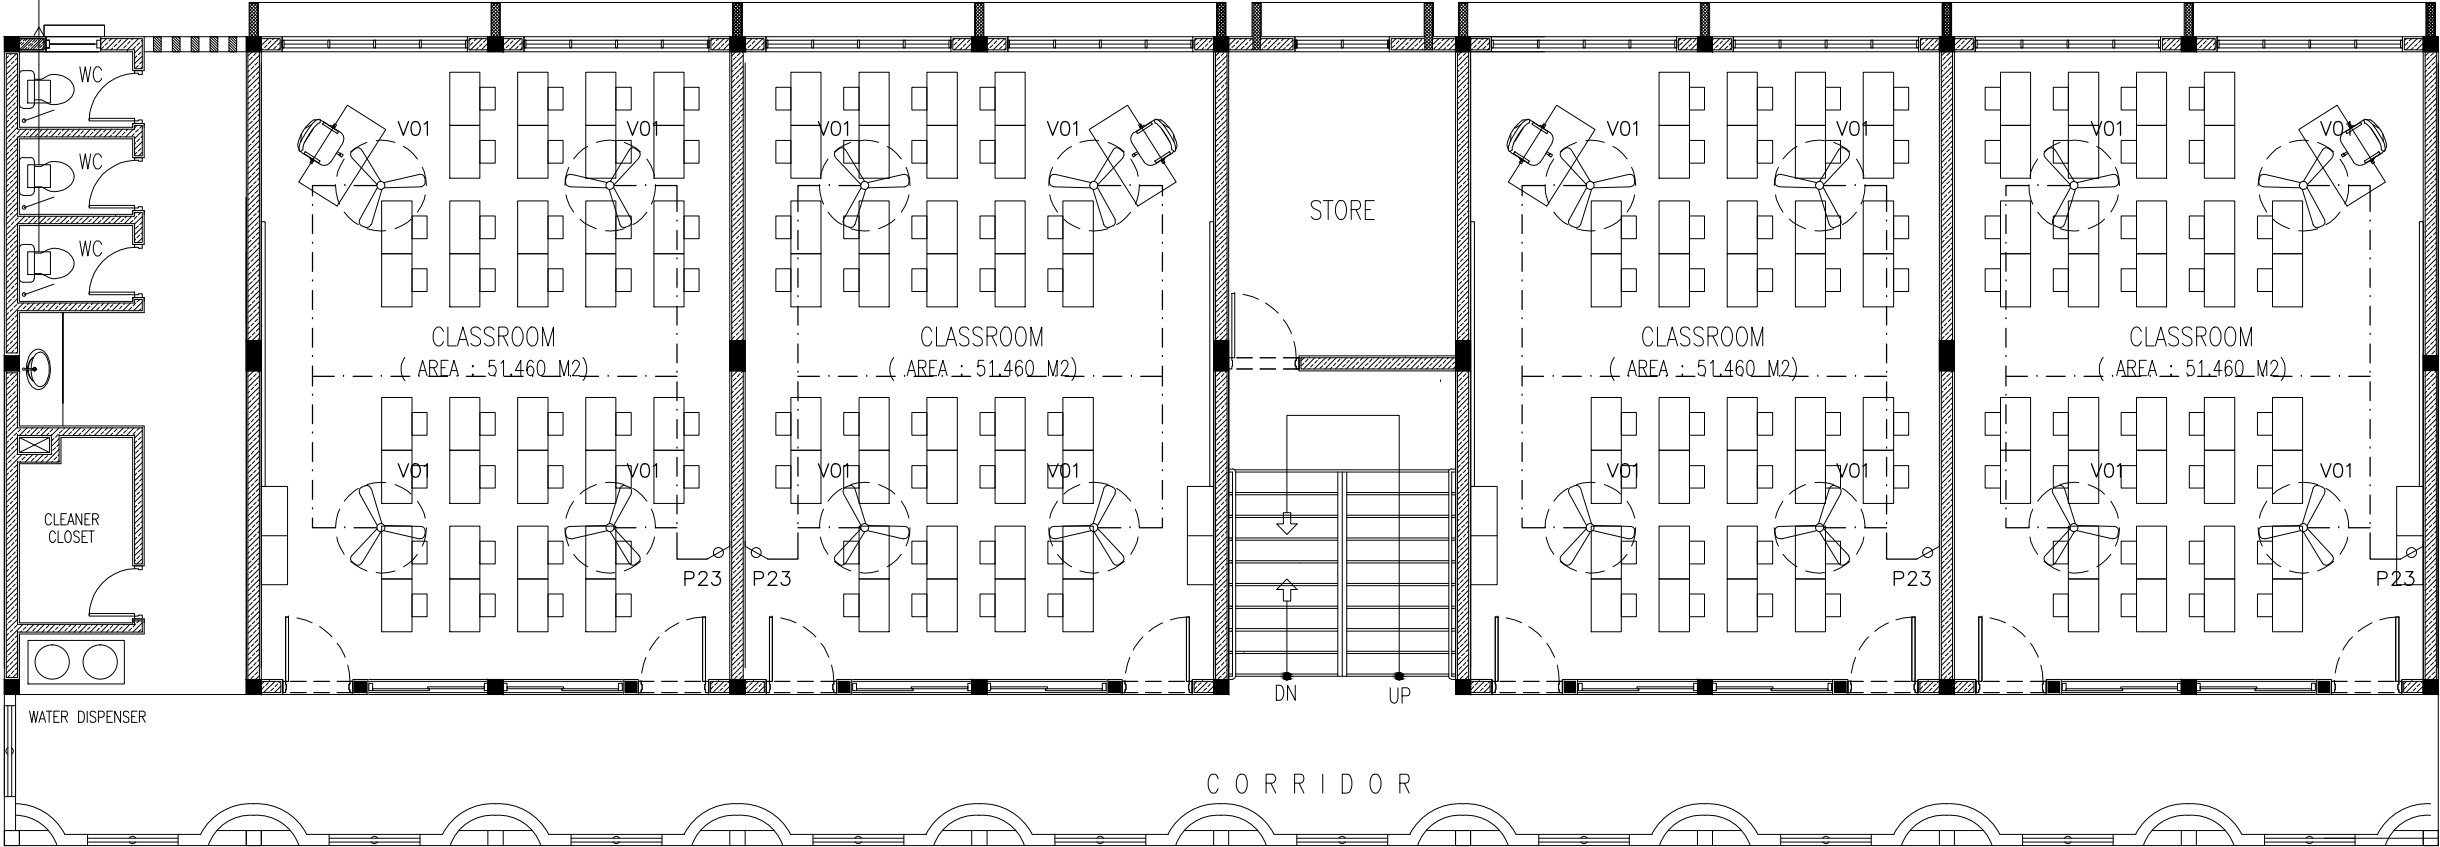 WC
WC
WC
V01
V01
V01
V01
V01
V01
V01
V01
STORE
CLASSROOM
( AREA : 51.460 M2)
CLASSROOM
( AREA : 51.460 M2)
CLASSROOM
( AREA : 51.460 M2)
CLASSROOM
( AREA : 51.460 M2)
V01
V01
V01
V01
V01
V01
V01
V01
CLEANER
CLOSET
P23
P23
P23
P23
DN
UP
WATER DISPENSER
CORRIDOR